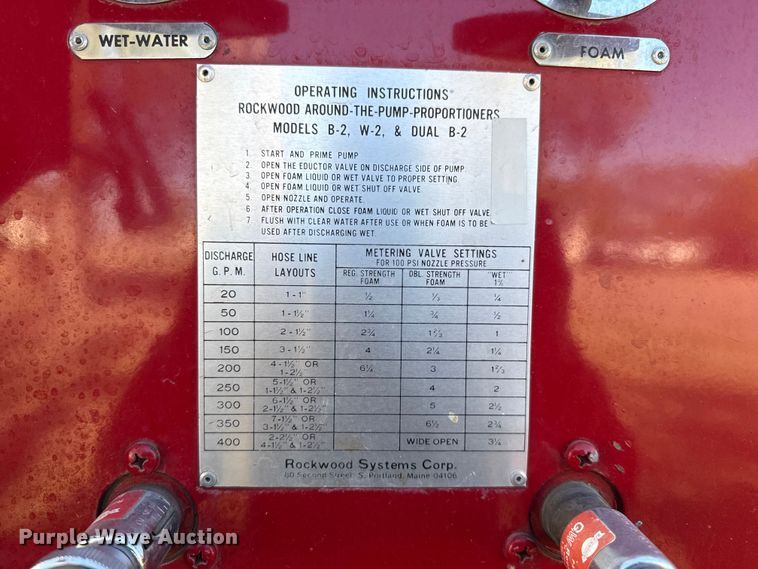 WET-WATER
FOAM
OPERATING INSTRUCTIONS
ROCKWOOD AROUND-THE-PUMP-PROPORTIONERS
MODELS B-2, W-2, & DUAL B-2
1. START AND PRIME PUMP
2. OPEN THE EDUCTOR VALVE ON DISCHARGE SIDE OF PUMP.
3. OPEN FOAM LIQUID OR WET VALVE TO PROPER SETTING.
4. OPEN FOAM LIQUID OR WET SHUT OFF VALVE.
5. OPEN NOZZLE AND OPERATE.
6. AFTER OPERATION CLOSE FOAM LIQUID OR WET SHUT OFF VALVE.
7. FLUSH WITH CLEAR WATER AFTER USE OR WHEN FOAM IS TO BE
USED AFTER DISCHARGING WET.
DISCHARGE G. P. M. HOSE LINE LAYOUTS METERING VALVE SETTINGS
FOR 100 PSI NOZZLE PRESSURE
REG. STRENGTH FOAM DBL. STRENGTH FOAM "WET"
20 1 - 1" ½ ⅓ ¼
50 1 - 1½" 1¼ ¾ ½
100 2 - 1½" 2¾ 1⅔ 1
150 3 - 1½" 4 2¼ 1¼
200 4 - 1½" OR 1 - 2½" 6¼ 3 1⅔
250 5 - 1½" OR 1 - 1½" & 1 - 2½" 4 2
300 6 - 1½" OR 2 - 1½" & 1 - 2½" 5 2½
350 7 - 1½" OR 3 - 1½" & 1 - 2½" 6½ 2¾
400 2 - 2½" OR 4 - 1½" & 1 - 2½" WIDE OPEN 3¼
Rockwood Systems Corp.
80 Second Street, S. Portland, Maine 04106
Purple Wave Auction